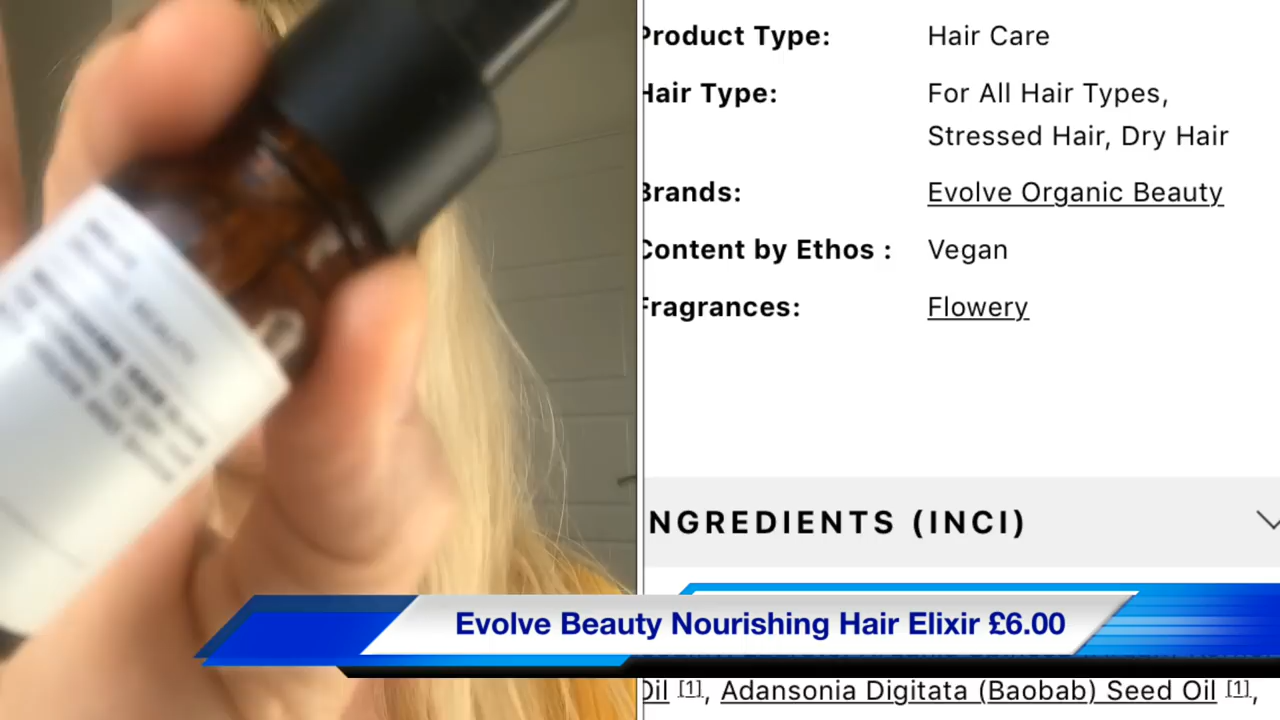 Product Type: Hair Care
Hair Type: For All Hair Types,
Stressed Hair, Dry Hair
Brands: Evolve Organic Beauty
Content by Ethos : Vegan
Fragrances: Flowery
INGREDIENTS (INCI)
Evolve Beauty Nourishing Hair Elixir £6.00
Oil [1], Adansonia Digitata (Baobab) Seed Oil [1],